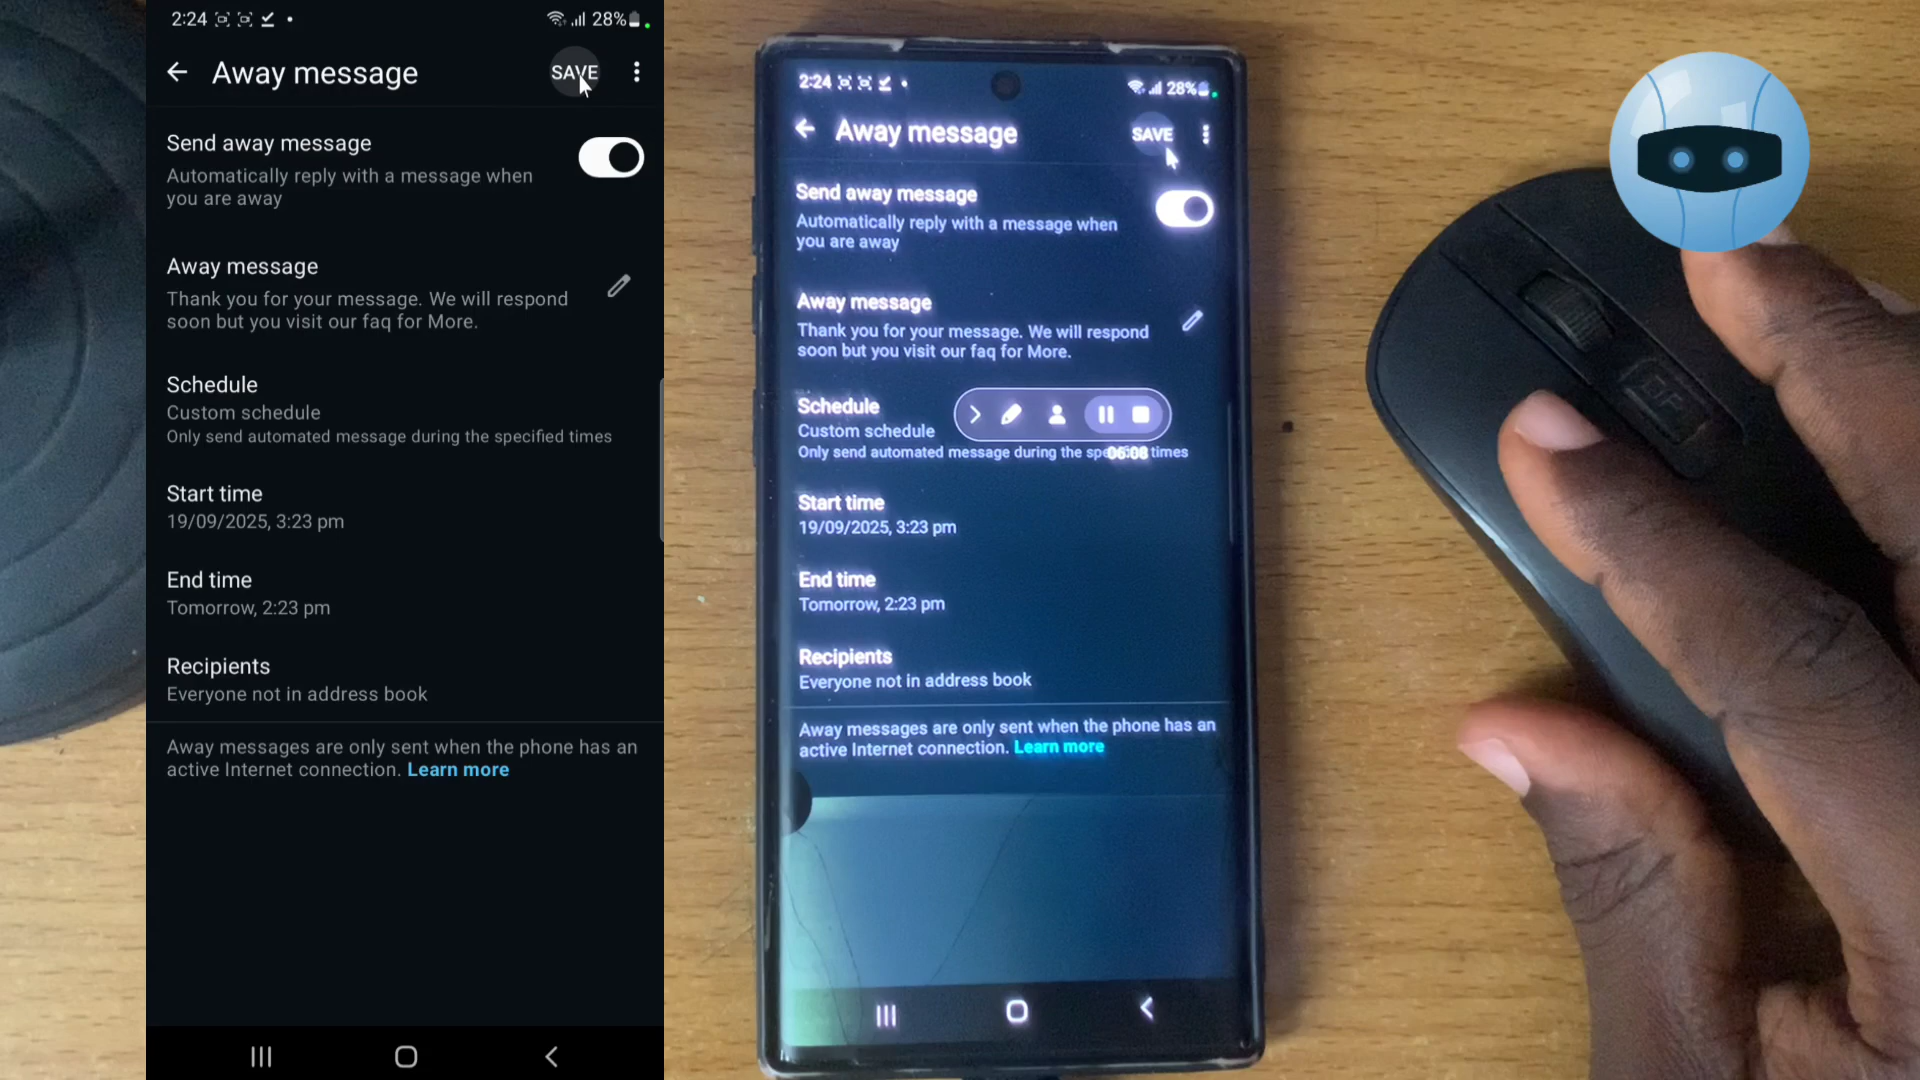 2:24
28%
Away message
SAVE
Send away message
Automatically reply with a message when
you are away
Away message
Thank you for your message. We will respond
soon but you visit our faq for More.
Schedule
Custom schedule
Only send automated message during the specified times
Start time
19/09/2025, 3:23 pm
End time
Tomorrow, 2:23 pm
Recipients
Everyone not in address book
Away messages are only sent when the phone has an
active Internet connection. Learn more
2:24
28%
Away message
SAVE
Send away message
Automatically reply with a message when
you are away
Away message
Thank you for your message. We will respond
soon but you visit our faq for More.
Schedule
Custom schedule
Only send automated message during the times
06:08
Start time
19/09/2025, 3:23 pm
End time
Tomorrow, 2:23 pm
Recipients
Everyone not in address book
Away messages are only sent when the phone has an
active Internet connection. Learn more